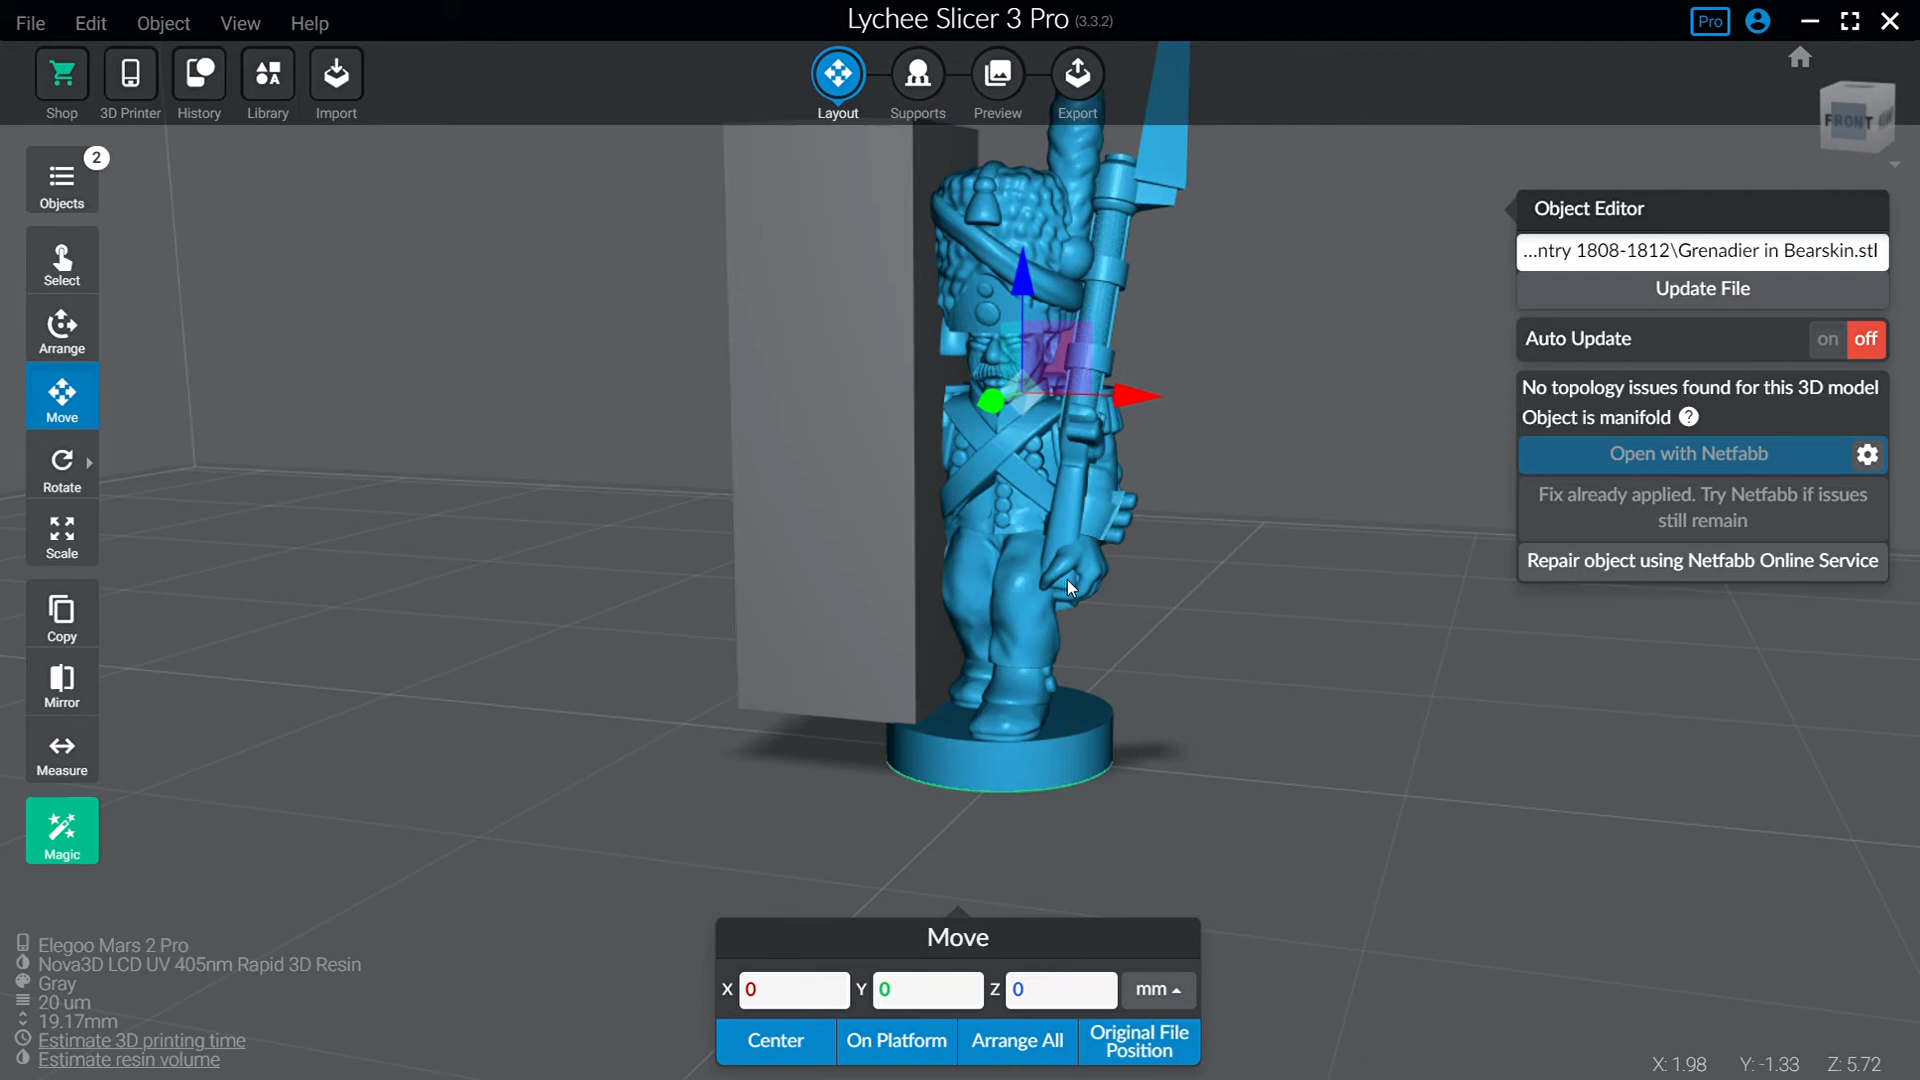 File Edit Object View Help
Lychee Slicer 3 Pro (3.3.2)
Pro
Shop
3D Printer
History
Library
Import
Layout
Supports
Preview
Export
FRONT
2
Objects
Select
Arrange
Move
Rotate
Scale
Copy
Mirror
Measure
Magic
Object Editor
...ntry 1808-1812\Grenadier in Bearskin.stl
Update File
Auto Update
on off
No topology issues found for this 3D model
Object is manifold ?
Open with Netfabb
Fix already applied. Try Netfabb if issues
still remain
Repair object using Netfabb Online Service
Elegoo Mars 2 Pro
Nova3D LCD UV 405nm Rapid 3D Resin
Gray
20 um
19.17mm
Estimate 3D printing time
Estimate resin volume
Move
X 0 Y 0 Z 0 mm
Center
On Platform
Arrange All
Original File
Position
X: 1.98 Y: -1.33 Z: 5.72